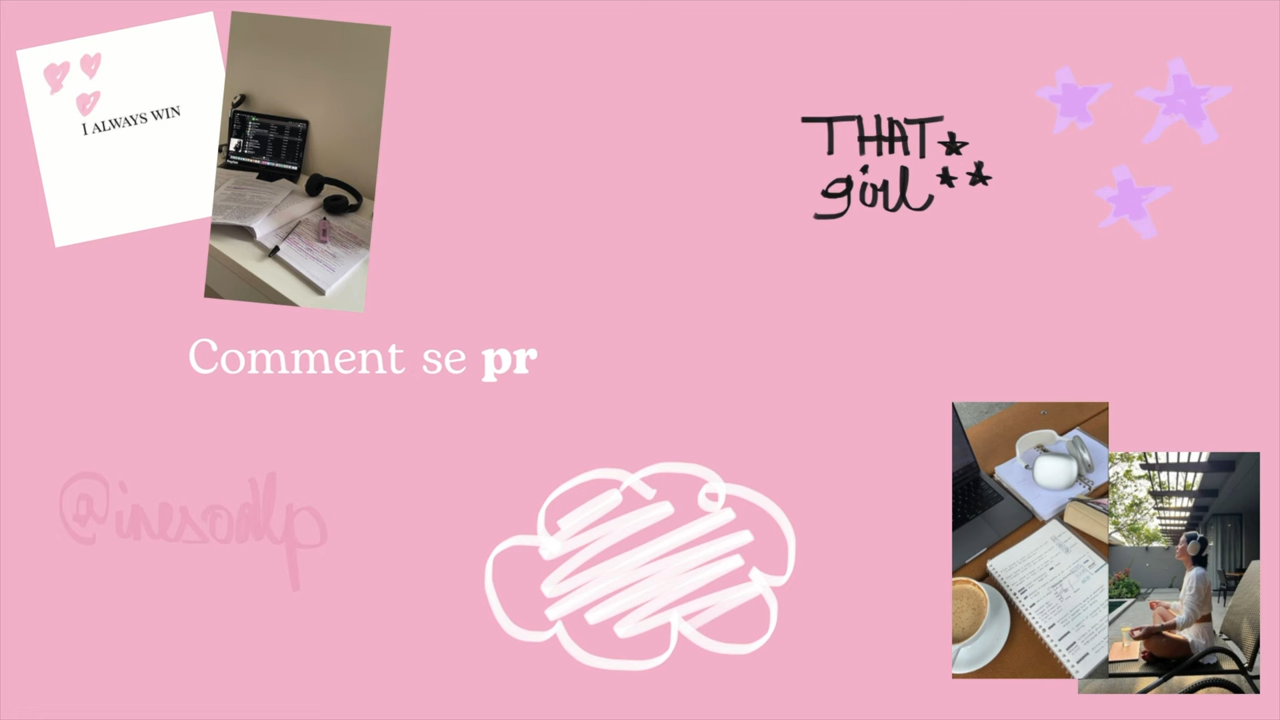 I ALWAYS WIN
THAT
girl
Comment se pr
@inesodlp